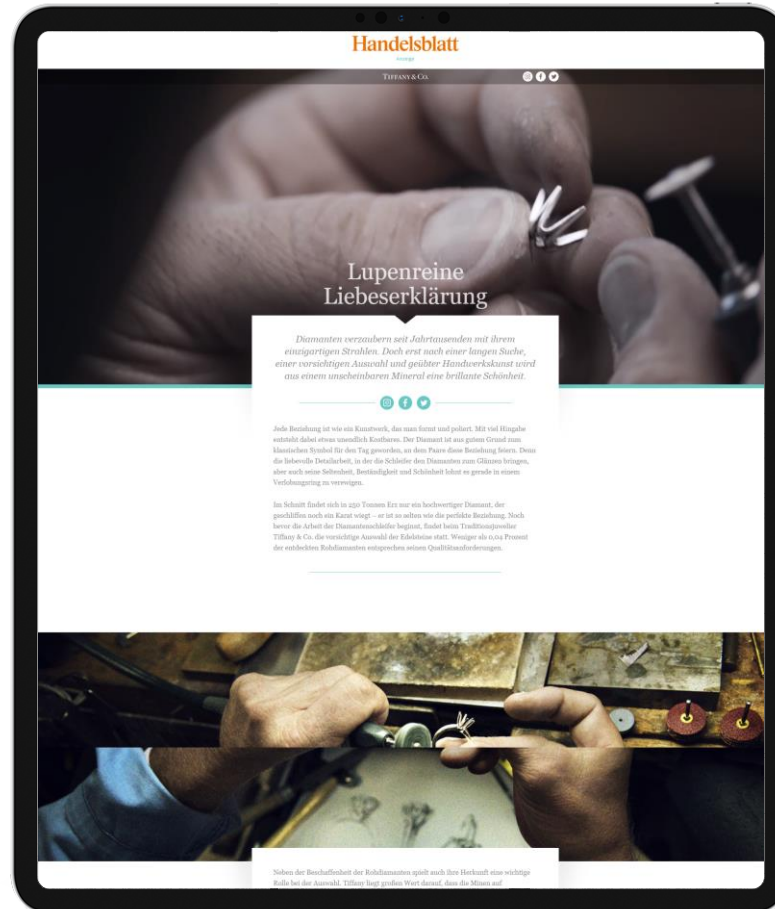 Handelsblatt
Anzeige
TIFFANY & CO.
Lupenreine
Liebeserklärung
Diamanten verzaubern seit Jahrtausenden mit ihrem
einzigartigen Strahlen. Doch erst nach einer langen Suche,
einer vorsichtigen Auswahl und geübter Handwerkskunst wird
aus einem unscheinbaren Mineral eine brillante Schönheit.
Jede Beziehung ist wie ein Kunstwerk, das man formt und poliert. Mit viel Hingabe
entsteht dabei etwas unendlich Kostbares. Der Diamant ist aus gutem Grund zum
klassischen Symbol für den Tag geworden, an dem Paare diese Beziehung feiern. Denn
die liebevolle Detailarbeit, in der die Schleifer den Diamanten zum Glänzen bringen,
aber auch seine Seltenheit, Beständigkeit und Schönheit lohnt es gerade in einem
Verlobungsring zu verewigen.
Im Schnitt findet sich in 250 Tonnen Erz nur ein hochwertiger Diamant, der
geschliffen noch ein Karat wiegt – er ist so selten wie die perfekte Beziehung. Noch
bevor die Arbeit der Diamantenschleifer beginnt, findet beim Traditionsjuwelier
Tiffany & Co. die vorsichtige Auswahl der Edelsteine statt. Weniger als 0,04 Prozent
der entdeckten Rohdiamanten entsprechen seinen Qualitätsanforderungen.
Neben der Beschaffenheit der Rohdiamanten spielt auch ihre Herkunft eine wichtige
Rolle bei der Auswahl. Tiffany liegt großen Wert darauf, dass die Minen auf